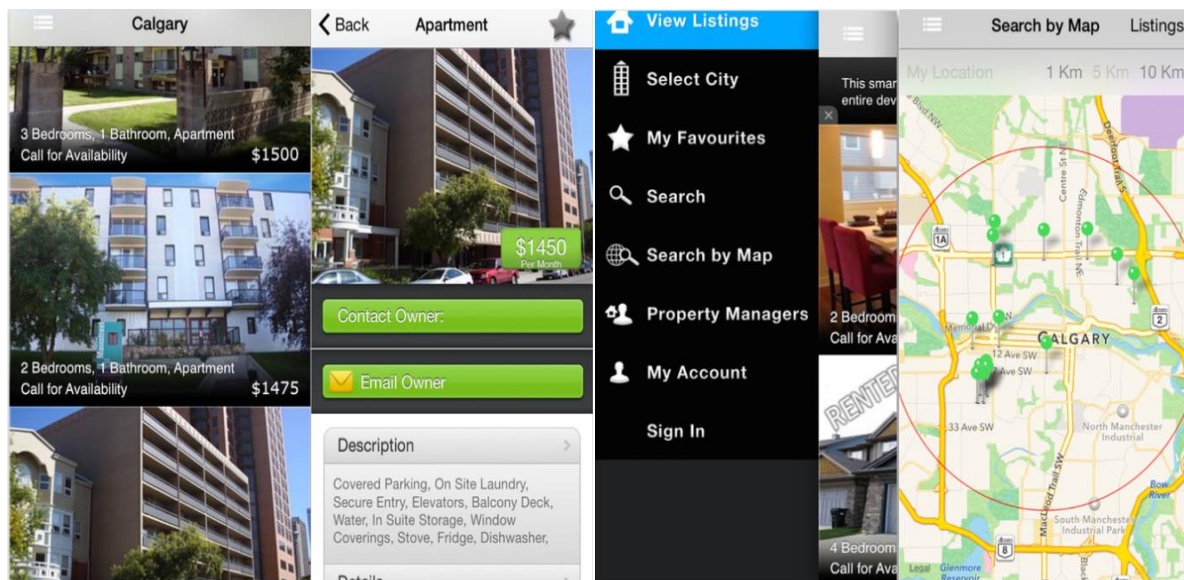 Calgary
3 Bedrooms, 1 Bathroom, Apartment
Call for Availability
$1500
2 Bedrooms, 1 Bathroom, Apartment
Call for Availability
$1475
Back
Apartment
$1450
Per Month
Contact Owner:
Email Owner
Description
Covered Parking, On Site Laundry,
Secure Entry, Elevators, Balcony Deck,
Water, In Suite Storage, Window
Coverings, Stove, Fridge, Dishwasher,
Details
View Listings
Select City
My Favourites
Search
Search by Map
Property Managers
My Account
Sign In
This smar
entire dev
2 Bedroom
Call for Ava
RENTED
4 Bedroom
Call for Ava
Search by Map
Listings
My Location
1 Km
5 Km
10 Km
Blvd NW
Centre St NE
Edmonton Trail NE
Deerfoot Trail S
1A
1
2
Memorial Dr N
CALGARY
12 Ave SW
7 Ave SW
33 Ave SW
North Manchester
Industrial
MacLeod Trail SW
Bow
River
South Manchester
Industrial Park
8
Legal
Glenmore
Reservoir